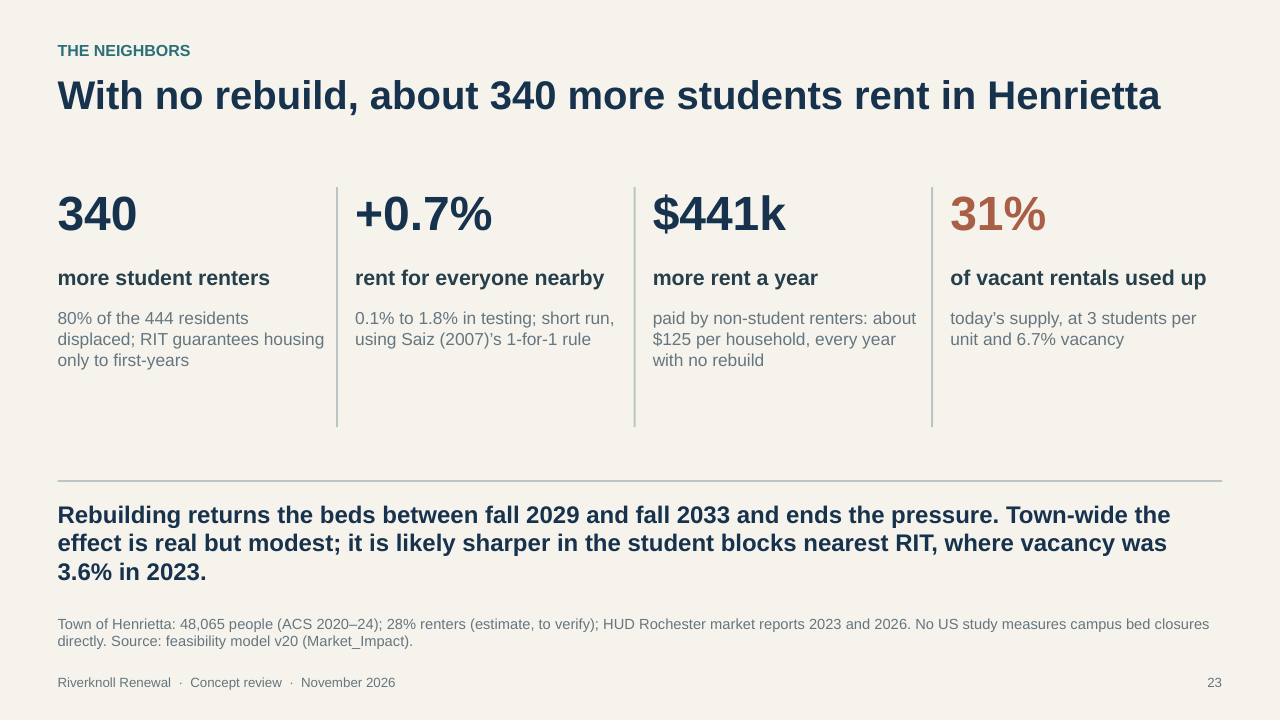 THE NEIGHBORS
With no rebuild, about 340 more students rent in Henrietta
340
more student renters
80% of the 444 residents
displaced; RIT guarantees housing
only to first-years
+0.7%
rent for everyone nearby
0.1% to 1.8% in testing; short run,
using Saiz (2007)’s 1-for-1 rule
$441k
more rent a year
paid by non-student renters: about
$125 per household, every year
with no rebuild
31%
of vacant rentals used up
today’s supply, at 3 students per
unit and 6.7% vacancy
Rebuilding returns the beds between fall 2029 and fall 2033 and ends the pressure. Town-wide the
effect is real but modest; it is likely sharper in the student blocks nearest RIT, where vacancy was
3.6% in 2023.
Town of Henrietta: 48,065 people (ACS 2020–24); 28% renters (estimate, to verify); HUD Rochester market reports 2023 and 2026. No US study measures campus bed closures
directly. Source: feasibility model v20 (Market_Impact).
Riverknoll Renewal · Concept review · November 2026
23